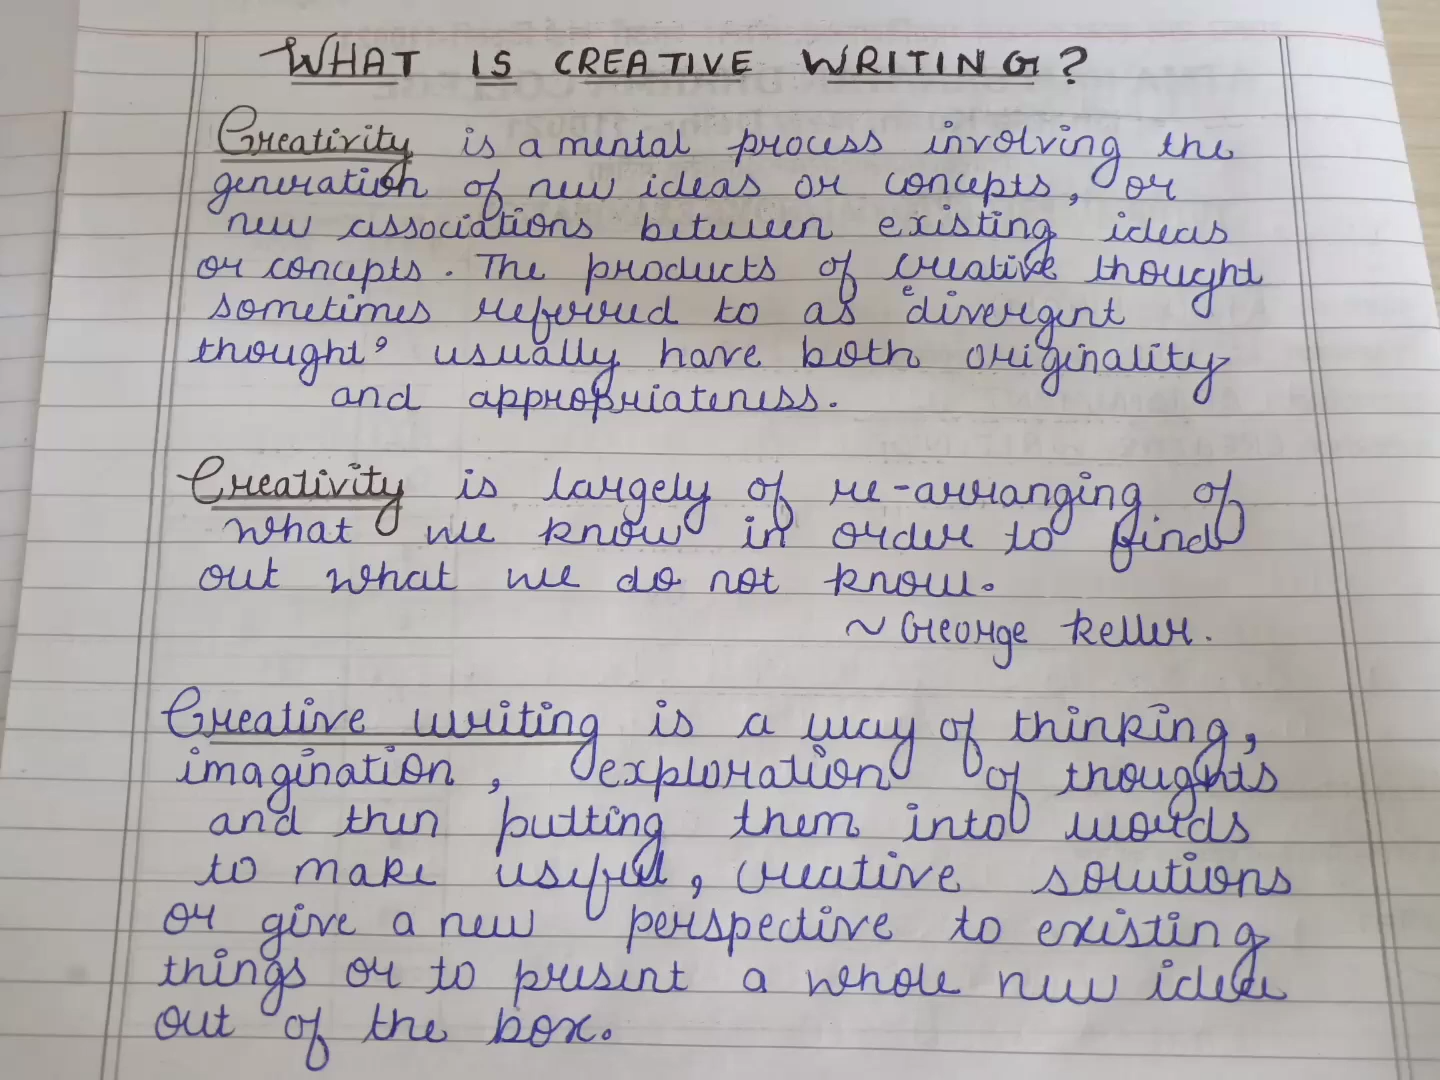 WHAT IS CREATIVE WRITING?
Creativity is a mental process involving the
generation of new ideas or concepts, or
new associations between existing ideas
or concepts. The products of creative thought
sometimes referred to as 'divergent
thought' usually have both originality
and appropriateness.
Creativity is largely of re-arranging of
what we know in order to find
out what we do not know.
~ George Keller.
Creative writing is a way of thinking,
imagination, exploration of thoughts
and then putting them into words
to make useful, creative solutions
or give a new perspective to existing
things or to present a whole new idea
out of the box.